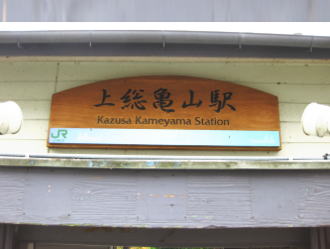 上総亀山駅
Kazusa Kameyama Station
JR